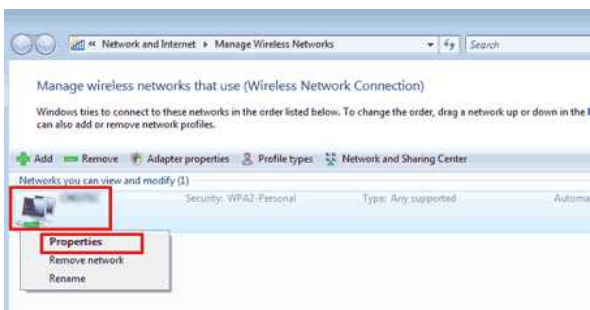 « Network and Internet ▸ Manage Wireless Networks Search
Manage wireless networks that use (Wireless Network Connection)
Windows tries to connect to these networks in the order listed below. To change the order, drag a network up or down in the
can also add or remove network profiles.
Add Remove Adapter properties Profile types Network and Sharing Center
Networks you can view and modify (1)
Security: WPA2-Personal Type: Any supported Automa
Properties
Remove network
Rename